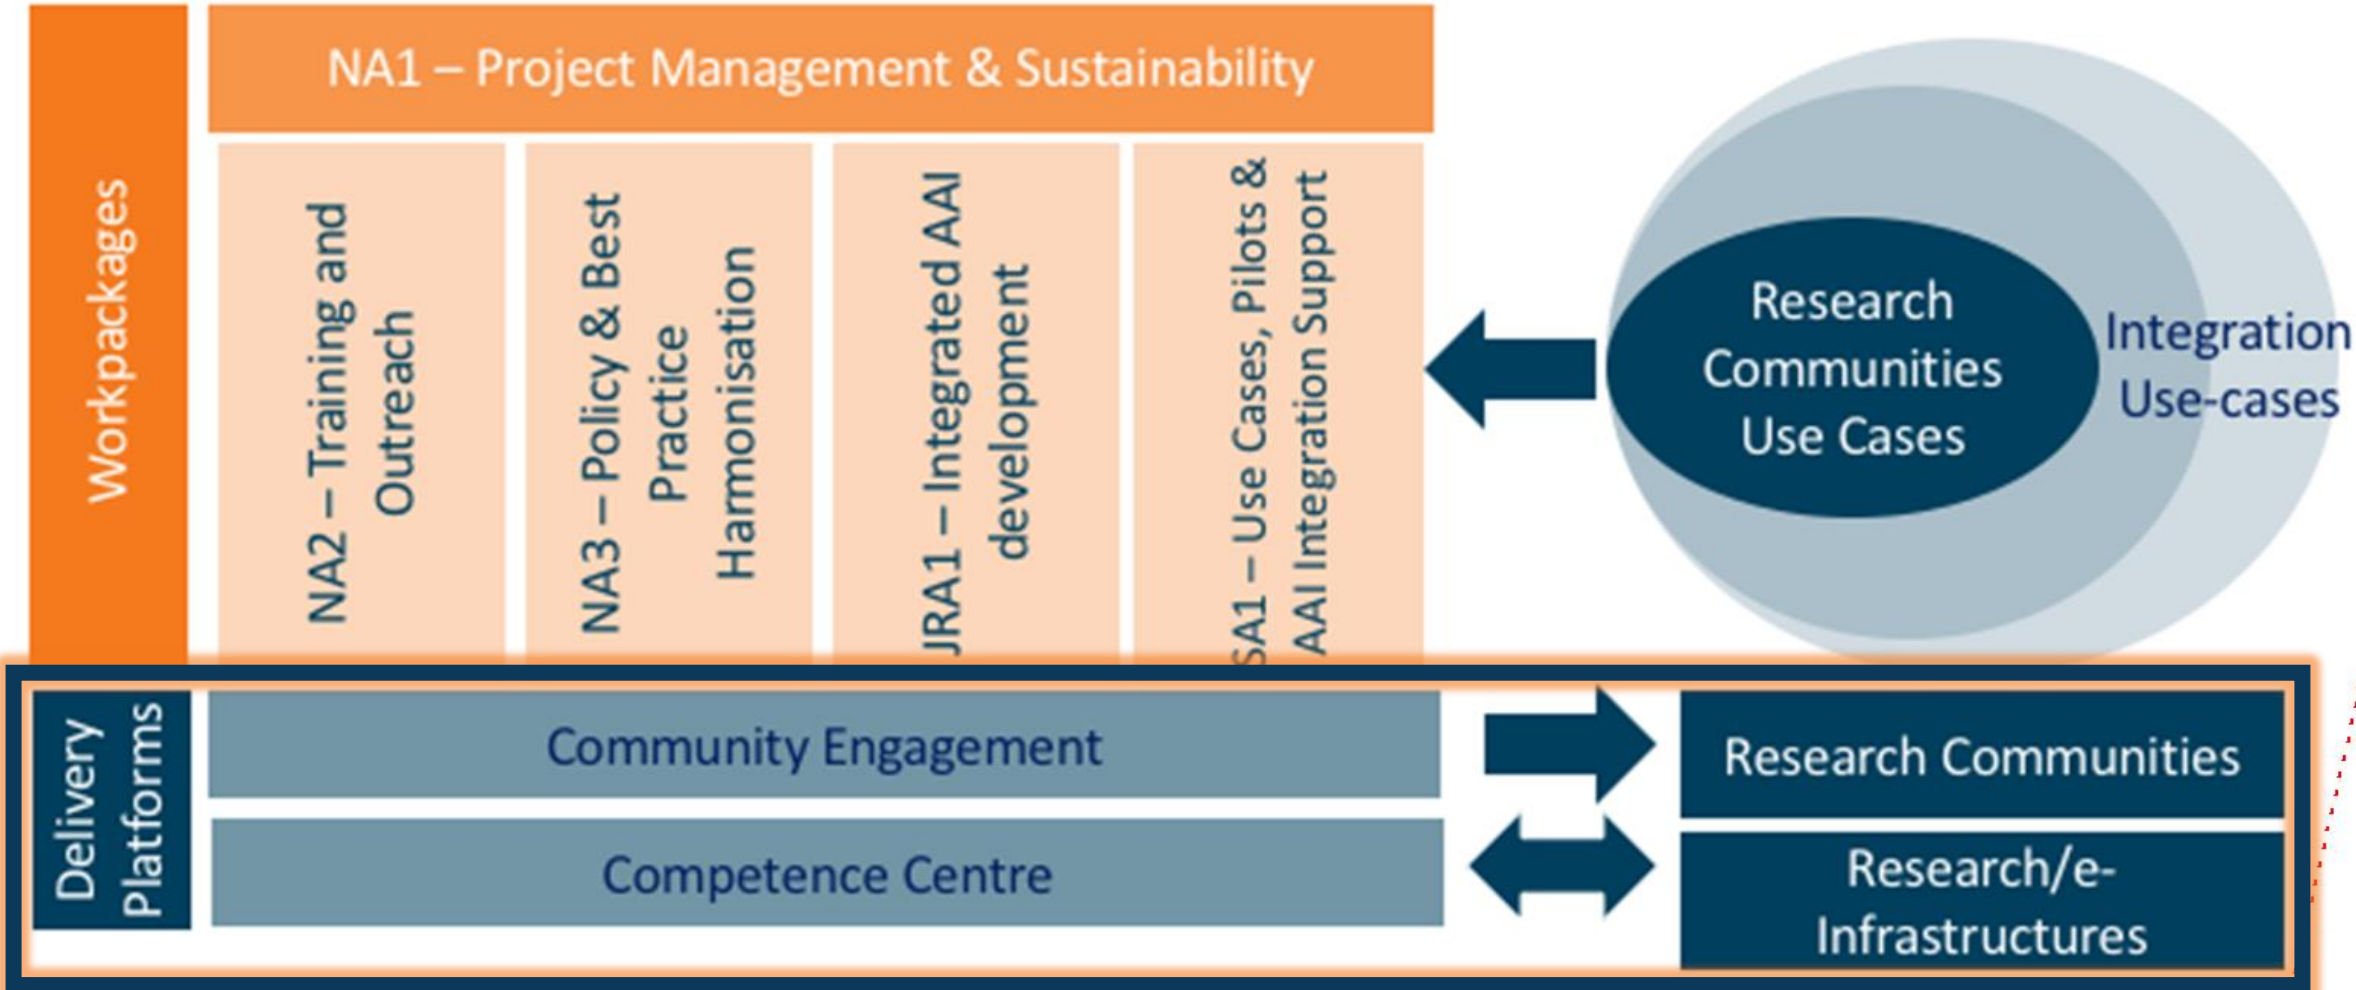 Workpackages
NA1 – Project Management & Sustainability
NA2 – Training and
Outreach
NA3 – Policy & Best
Practice
Harmonisation
JRA1 – Integrated AAI
development
SA1 – Use Cases, Pilots &
AAI Integration Support
Research
Communities
Use Cases
Integration
Use-cases
Delivery
Platforms
Community Engagement
Research Communities
Competence Centre
Research/e-
Infrastructures